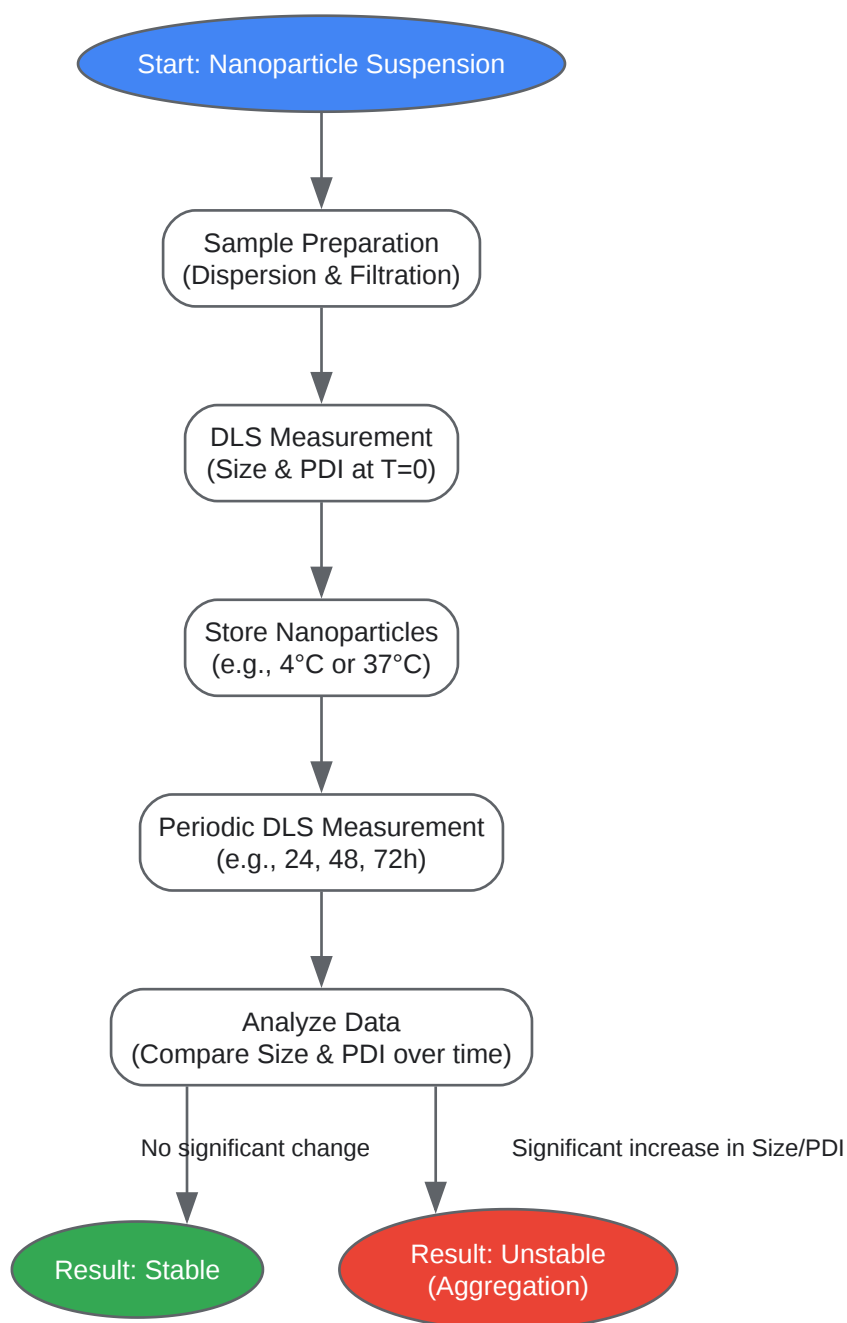 Start: Nanoparticle Suspension
Sample Preparation
(Dispersion & Filtration)
DLS Measurement
(Size & PDI at T=0)
Store Nanoparticles
(e.g., 4°C or 37°C)
Periodic DLS Measurement
(e.g., 24, 48, 72h)
Analyze Data
(Compare Size & PDI over time)
No significant change
Significant increase in Size/PDI
Result: Stable
Result: Unstable
(Aggregation)